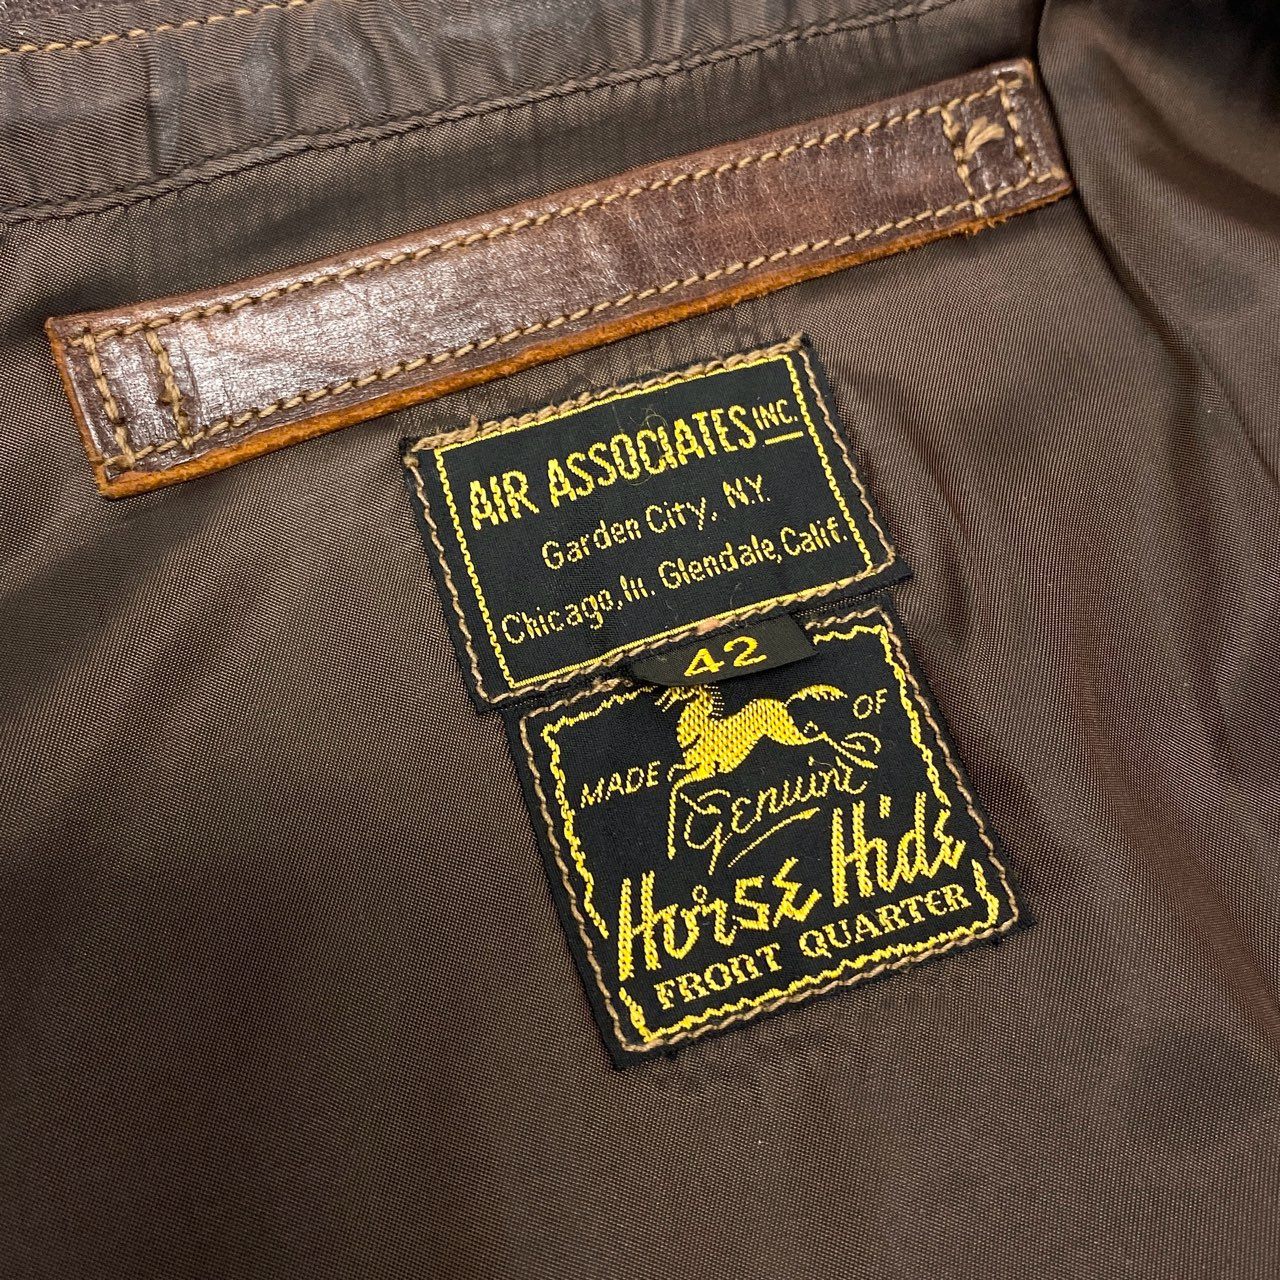 AIR ASSOCIATES INC.
Garden City, N.Y.
Chicago, Ill. Glendale, Calif.
42
MADE OF
Genuine
Horse Hide
FRONT QUARTER